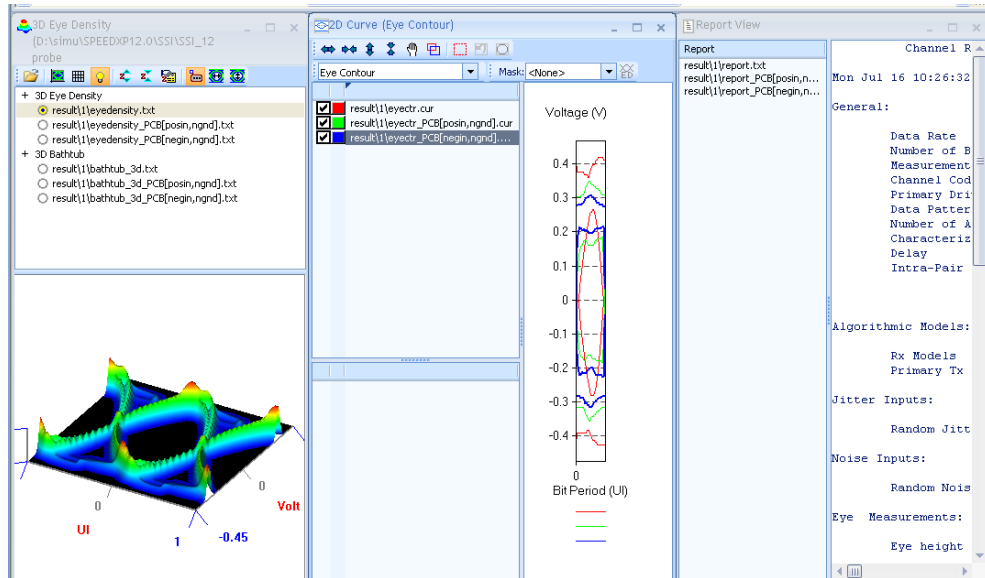 3D Eye Density
{D:\simu\SPEEDXP12.0\SSI\SSI_12
probe
+ 3D Eye Density
result\1\eyedensity.txt
result\1\eyedensity_PCB[posin,ngnd].txt
result\1\eyedensity_PCB[negin,ngnd].txt
+ 3D Bathtub
result\1\bathtub_3d.txt
result\1\bathtub_3d_PCB[posin,ngnd].txt
result\1\bathtub_3d_PCB[negin,ngnd].txt
0
UI
1
-0.45
0
Volt
2D Curve (Eye Contour)
Eye Contour
Mask:
<None>
result\1\eyectr.cur
result\1\eyectr_PCB[posin,ngnd].cur
result\1\eyectr_PCB[negin,ngnd]....
Voltage (V)
0.4
0.3
0.2
0.1
0
-0.1
-0.2
-0.3
-0.4
0
Bit Period (UI)
Report View
Report
result\1\report.txt
result\1\report_PCB[posin,n...
result\1\report_PCB[negin,n...
Channel R
Mon Jul 16 10:26:32
General:
Data Rate
Number of B
Measurement
Channel Cod
Primary Dri
Data Patter
Number of A
Characteriz
Delay
Intra-Pair
Algorithmic Models:
Rx Models
Primary Tx
Jitter Inputs:
Random Jitt
Noise Inputs:
Random Nois
Eye Measurements:
Eye height